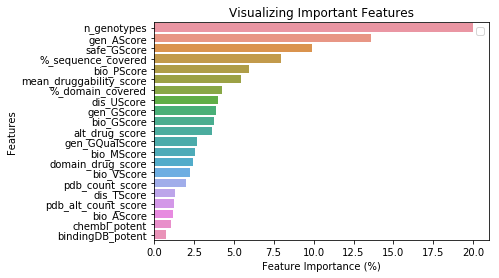 Visualizing Important Features
n_genotypes
gen_AScore
safe_GScore
%_sequence_covered
bio_PScore
mean_druggability_score
%_domain_covered
dis_UScore
gen_GScore
bio_GScore
alt_drug_score
gen_GQualScore
bio_MScore
domain_drug_score
bio_VScore
pdb_count_score
dis_TScore
pdb_alt_count_score
bio_AScore
chembl_potent
bindingDB_potent
Features
0.0 2.5 5.0 7.5 10.0 12.5 15.0 17.5 20.0
Feature Importance (%)